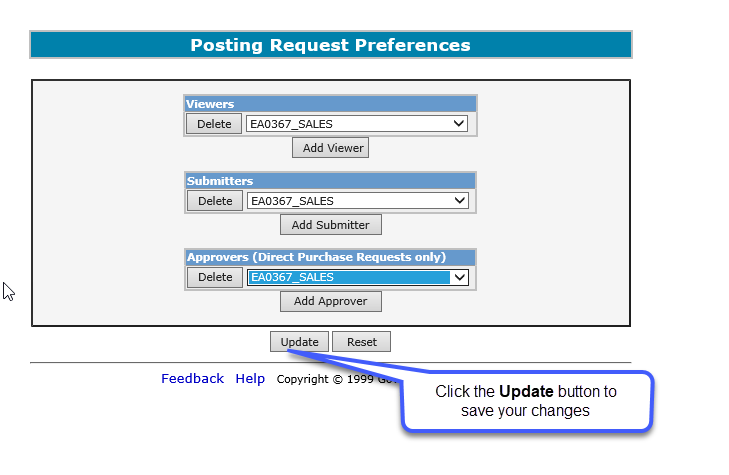 Posting Request Preferences
Viewers
Delete EA0367_SALES
Add Viewer
Submitters
Delete EA0367_SALES
Add Submitter
Approvers (Direct Purchase Requests only)
Delete EA0367_SALES
Add Approver
Update Reset
Feedback Help Copyright © 1999
Click the Update button to
save your changes